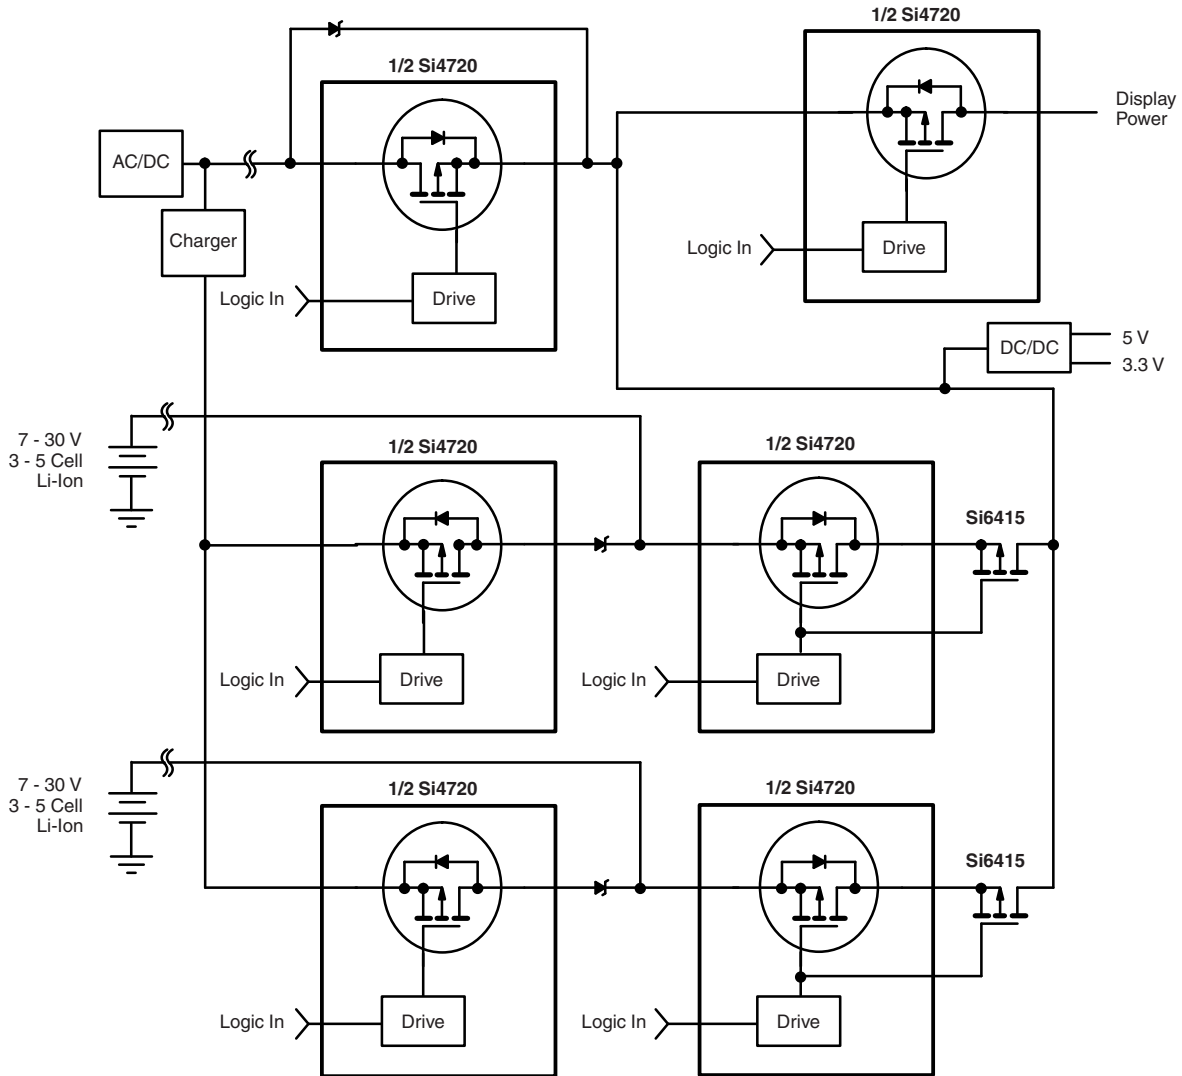 1/2 Si4720
1/2 Si4720
Display
Power
AC/DC
Charger
Logic In
Drive
Logic In
Drive
DC/DC
5 V
3.3 V
7 - 30 V
3 - 5 Cell
Li-Ion
1/2 Si4720
1/2 Si4720
Si6415
Logic In
Drive
Logic In
Drive
7 - 30 V
3 - 5 Cell
Li-Ion
1/2 Si4720
1/2 Si4720
Si6415
Logic In
Drive
Logic In
Drive